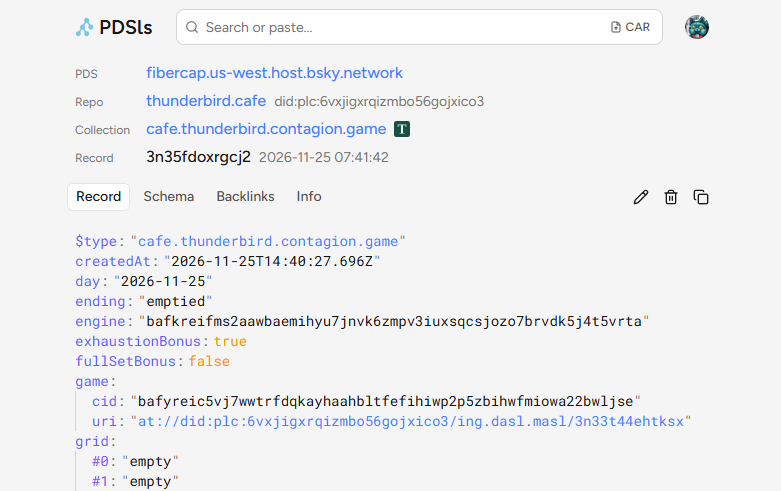 PDSls
Search or paste...
CAR
PDS fibercap.us-west.host.bsky.network
Repo thunderbird.cafe did:plc:6vxjigxrqizmbo56gojxico3
Collection cafe.thunderbird.contagion.game T
Record 3n35fdoxrgcj2 2026-11-25 07:41:42
Record Schema Backlinks Info
$type: "cafe.thunderbird.contagion.game"
createdAt: "2026-11-25T14:40:27.696Z"
day: "2026-11-25"
ending: "emptied"
engine: "bafkreifms2aawbaemihyu7jnvk6zmpv3iuxsqcsjozo7brvdk5j4t5vrta"
exhaustionBonus: true
fullSetBonus: false
game:
cid: "bafyreic5vj7wwtrfdqkayhaahbltfefihiwp2p5zbihwfmiowa22bwljse"
uri: "at://did:plc:6vxjigxrqizmbo56gojxico3/ing.dasl.masl/3n33t44ehtksx"
grid:
#0: "empty"
#1: "empty"